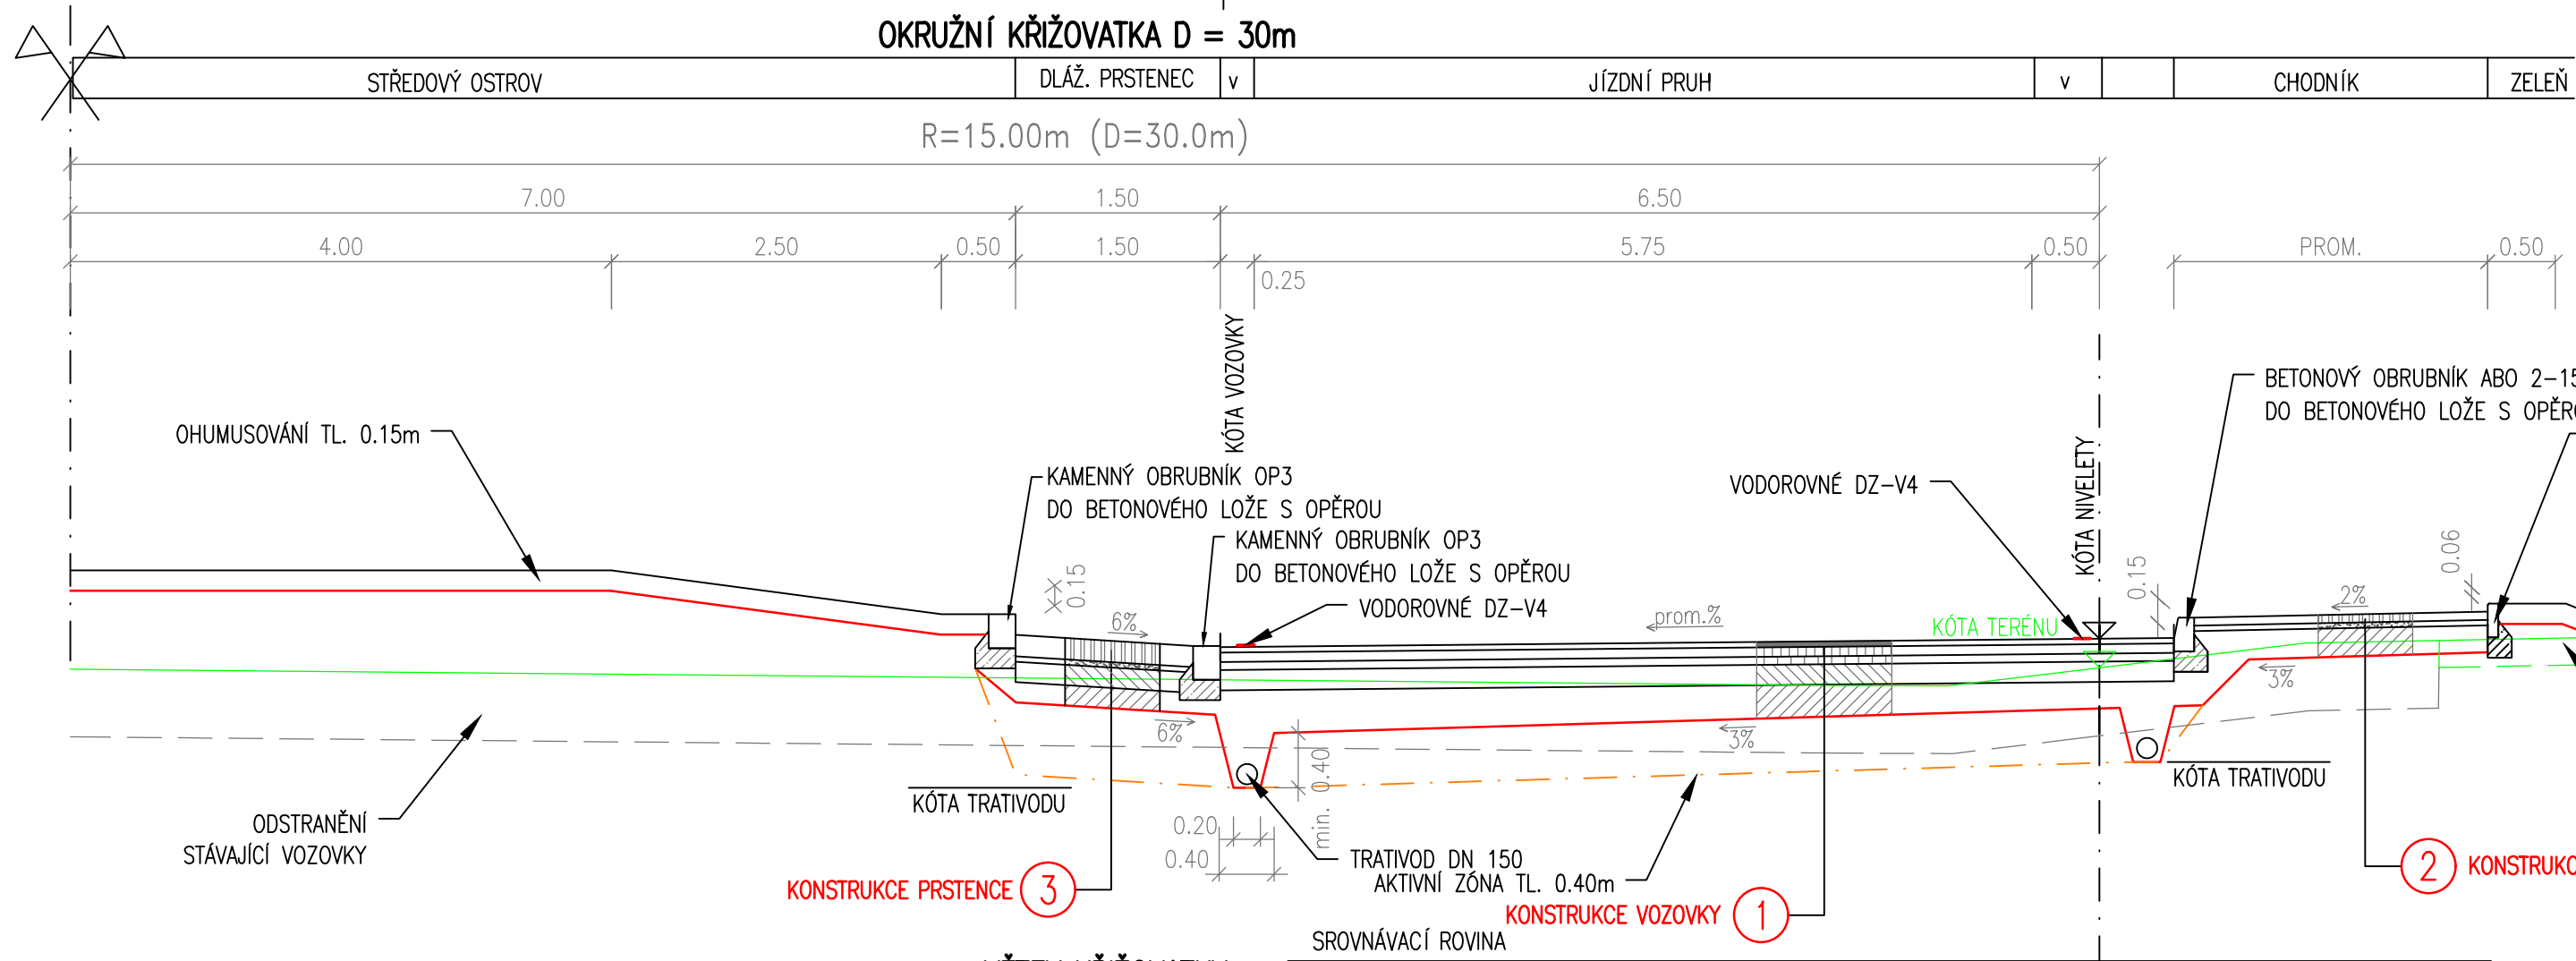 OKRUŽNÍ KŘIŽOVATKA D = 30m
STŘEDOVÝ OSTROV
DLÁŽ. PRSTENEC
V
JÍZDNÍ PRUH
V
CHODNÍK
ZELEŇ
R=15.00m (D=30.0m)
7.00
1.50
6.50
4.00
2.50
0.50
1.50
5.75
0.50
PROM.
0.50
0.25
KÓTA VOZOVKY
KÓTA NIVELETY
BETONOVÝ OBRUBNÍK ABO 2-15
DO BETONOVÉHO LOŽE S
OHUMUSOVÁNÍ TL. 0.15m
KAMENNÝ OBRUBNÍK OP3
DO BETONOVÉHO LOŽE S OPĚROU
KAMENNÝ OBRUBNÍK OP3
DO BETONOVÉHO LOŽE S OPĚROU
VODOROVNÉ DZ-V4
VODOROVNÉ DZ-V4
0.15
0.15
0.06
6%
prom.%
KÓTA TERÉNU
2%
6%
3%
3%
KÓTA TRATIVODU
KÓTA TRATIVODU
min. 0.40
0.20
0.40
ODSTRANĚNÍ
STÁVAJÍCÍ VOZOVKY
TRATIVOD DN 150
AKTIVNÍ ZÓNA TL. 0.40m
KONSTRUKCE PRSTENCE 3
KONSTRUKCE VOZOVKY 1
2
SROVNÁVACÍ ROVINA